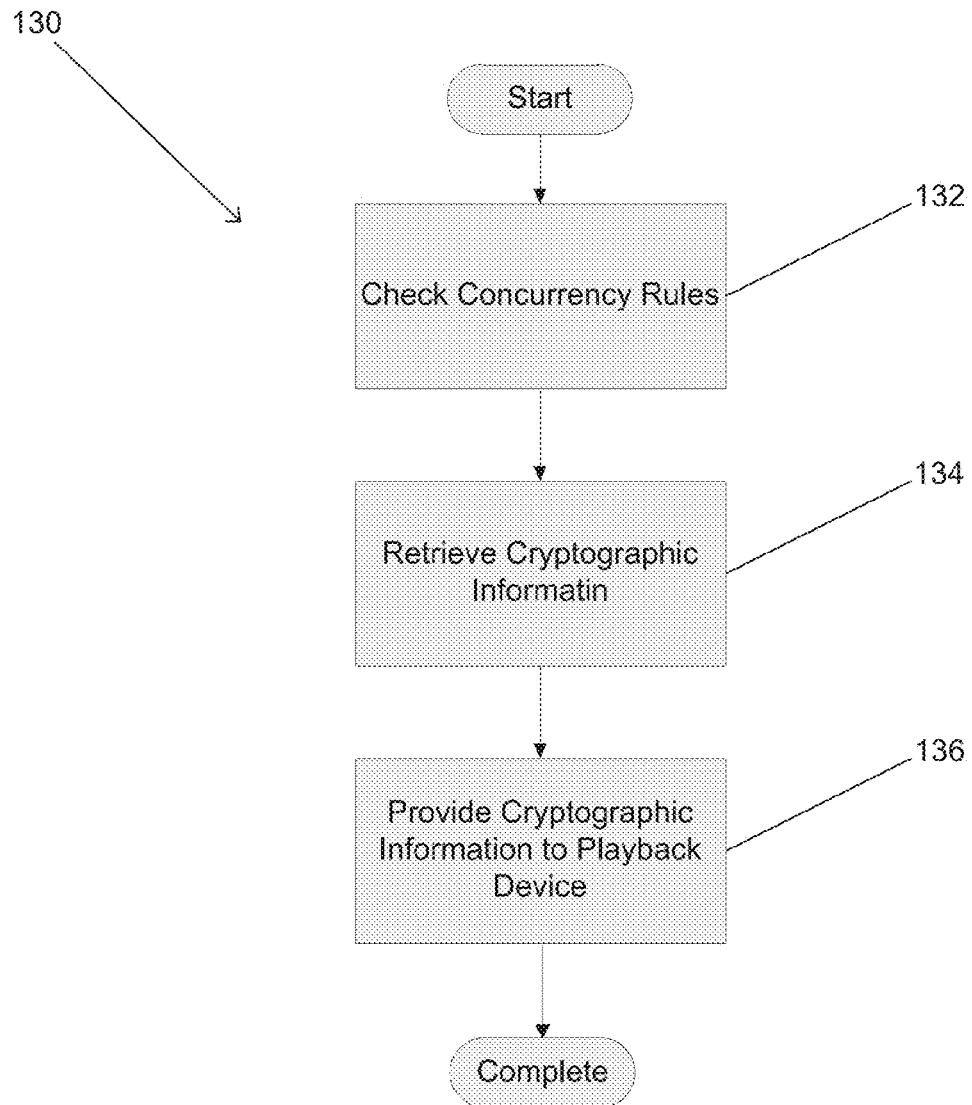 130
Start
132
Check Concurrency Rules
134
Retrieve Cryptographic
Informatin
136
Provide Cryptographic
Information to Playback
Device
Complete